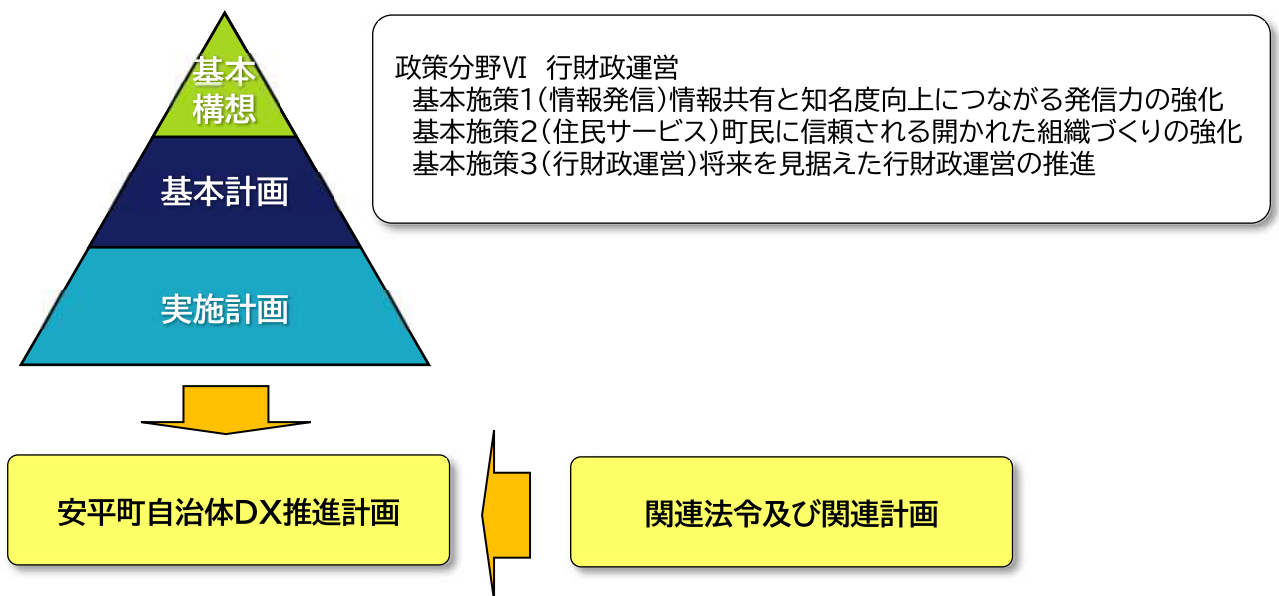 基本
構想
基本計画
実施計画
政策分野Ⅵ 行財政運営
基本施策1(情報発信)情報共有と知名度向上につながる発信力の強化
基本施策2(住民サービス)町民に信頼される開かれた組織づくりの強化
基本施策3(行財政運営)将来を見据えた行財政運営の推進
安平町自治体DX推進計画
関連法令及び関連計画